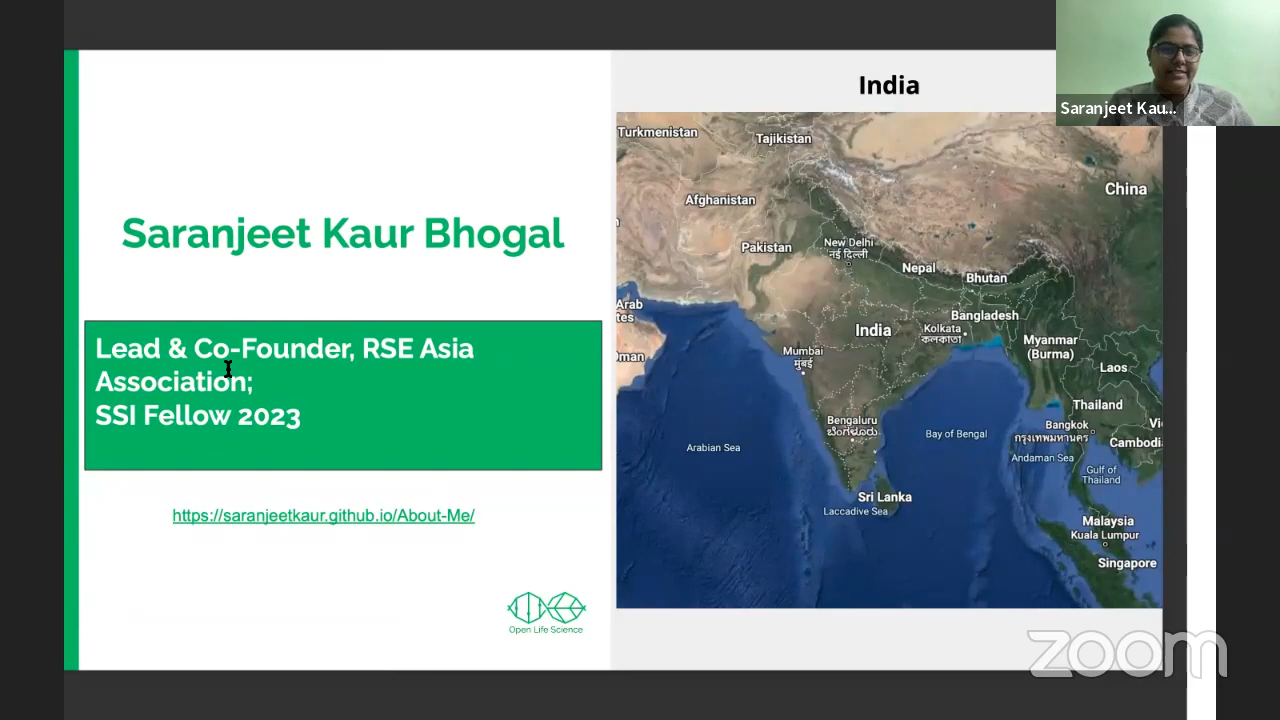 Saranjeet Kaur Bhogal
Lead & Co-Founder, RSE Asia
Association;
SSI Fellow 2023
https://saranjeetkaur.github.io/About-Me/
Open Life Science
India
Turkmenistan
Tajikistan
China
Afghanistan
Pakistan
New Delhi
नई दिल्ली
Nepal
Bhutan
Arab
tes
Bangladesh
India
Kolkata
কলকাতা
Myanmar
(Burma)
Mumbai
मुंबई
Laos
Thailand
Bengaluru
ಬೆಂಗಳೂರು
Bangkok
กรุงเทพมหานคร
Vi
Cambodi
Arabian Sea
Bay of Bengal
Andaman Sea
Gulf of
Thailand
Sri Lanka
Laccadive Sea
Malaysia
Kuala Lumpur
Singapore
Saranjeet Kau...
zoom